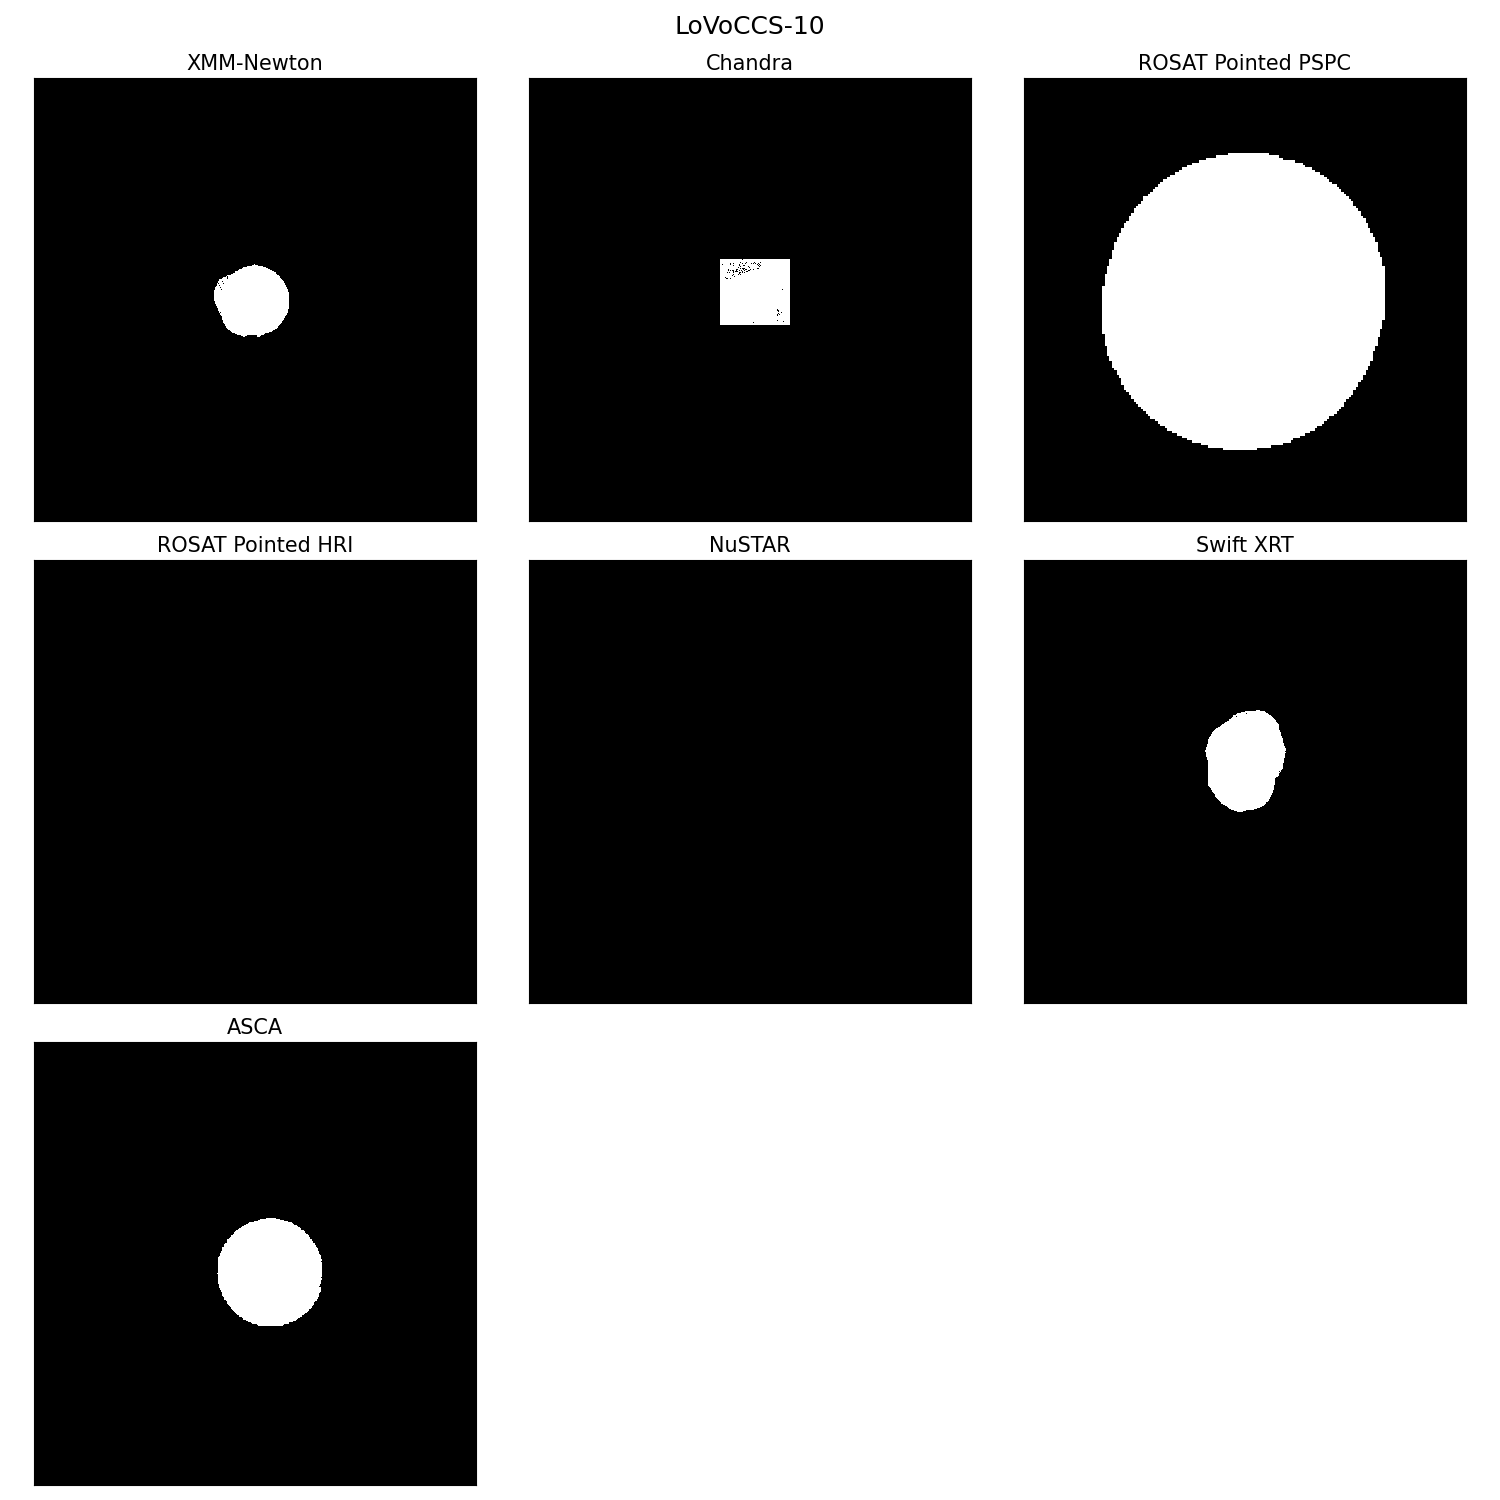 LoVoCCS-10
XMM-Newton
Chandra
ROSAT Pointed PSPC
ROSAT Pointed HRI
NuSTAR
Swift XRT
ASCA